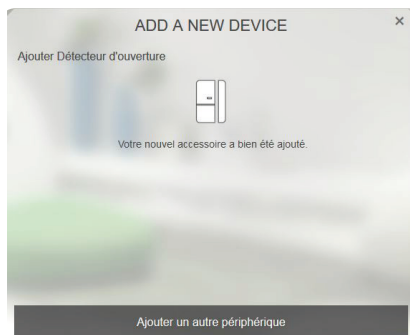 ADD A NEW DEVICE
×
Ajouter Détecteur d'ouverture
Votre nouvel accessoire a bien été ajouté.
Ajouter un autre périphérique